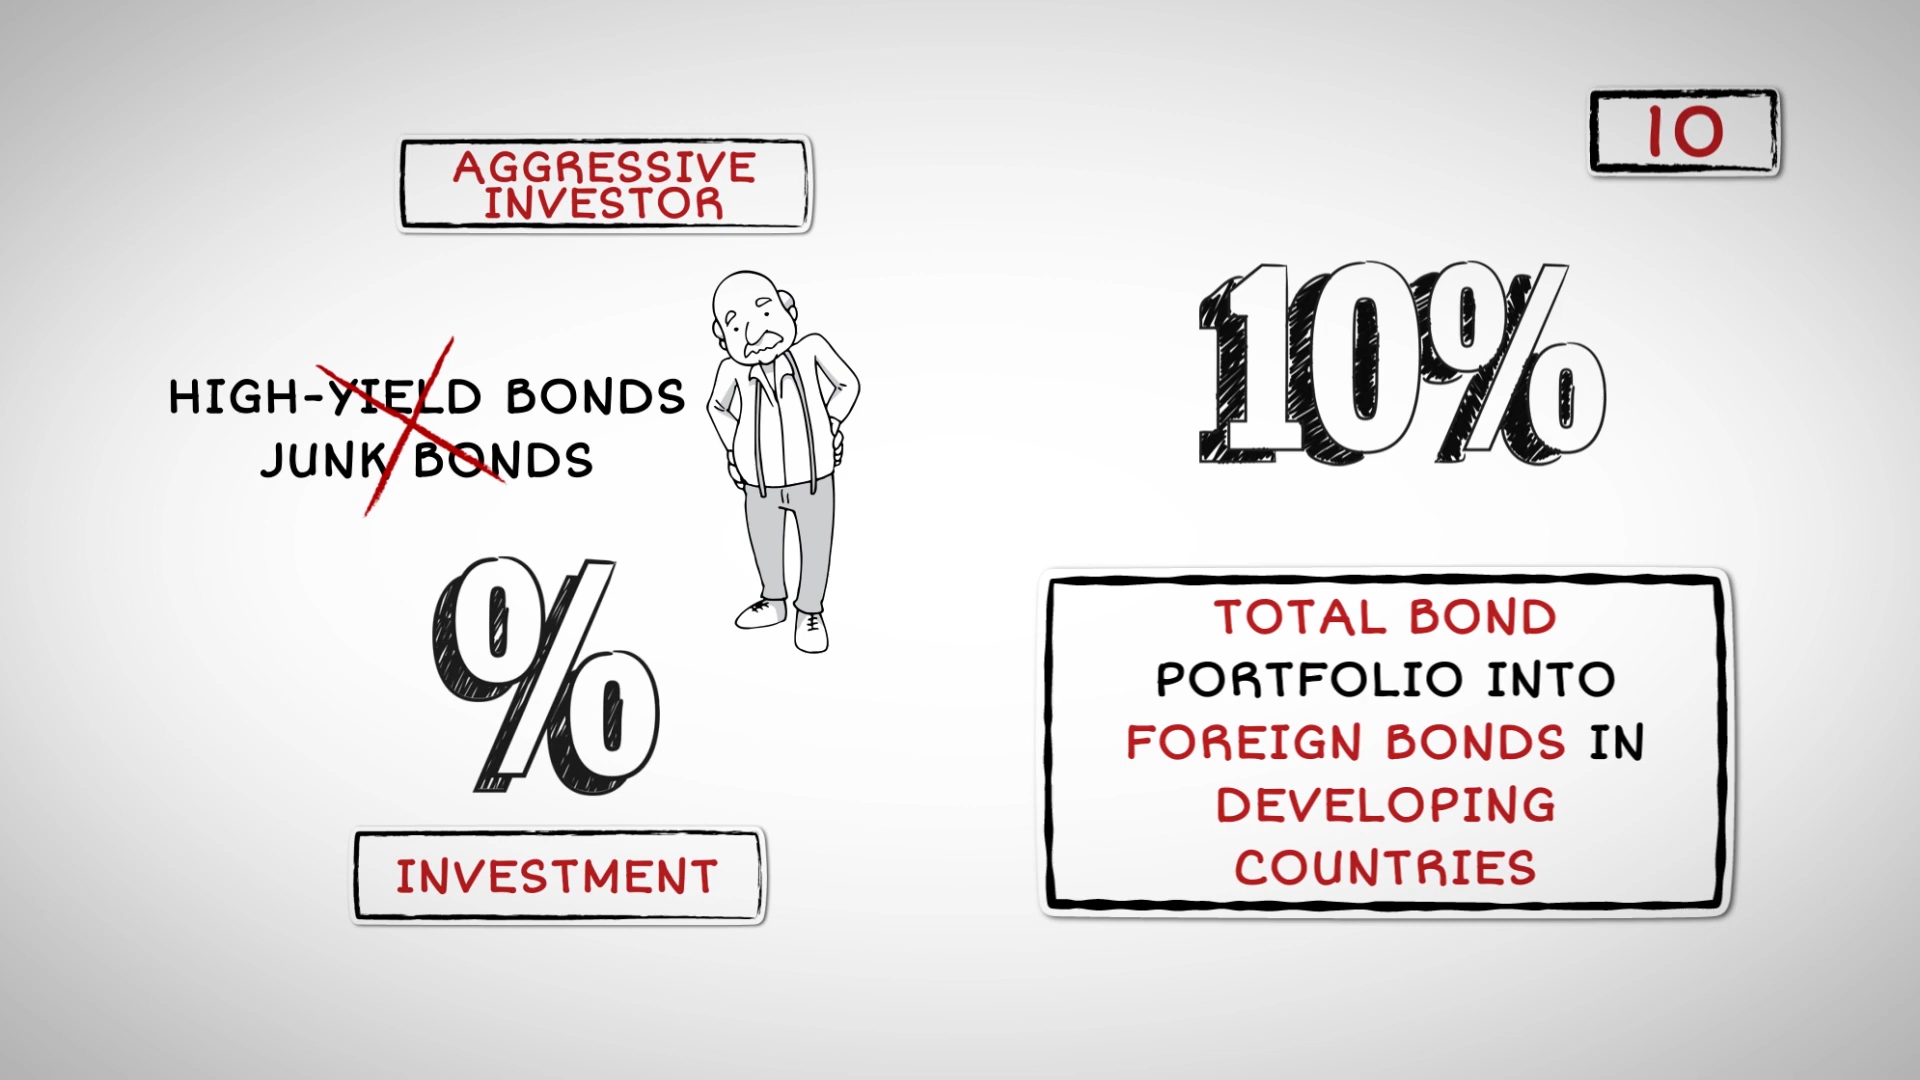 AGGRESSIVE
INVESTOR
HIGH-YIELD BONDS
JUNK BONDS
%
INVESTMENT
10
10%
TOTAL BOND
PORTFOLIO INTO
FOREIGN BONDS IN
DEVELOPING
COUNTRIES